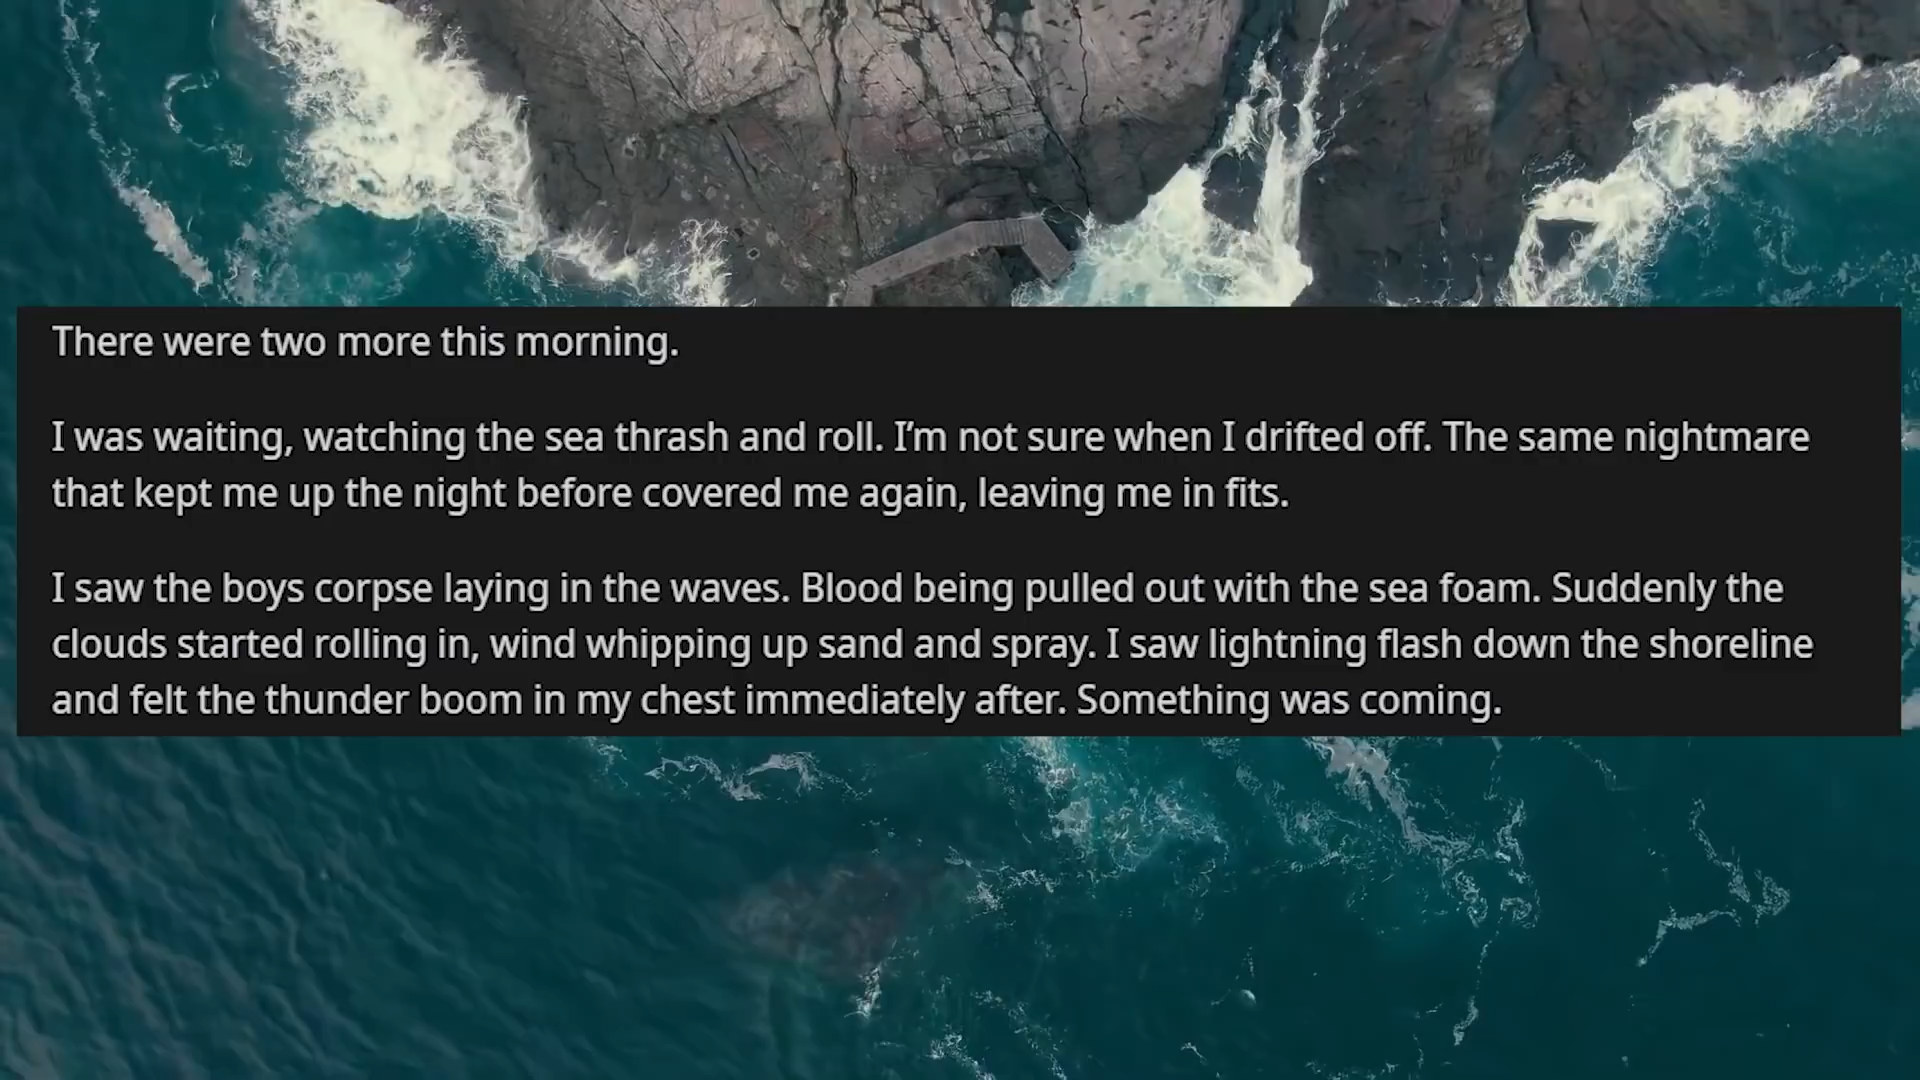 There were two more this morning.
I was waiting, watching the sea thrash and roll. I’m not sure when I drifted off. The same nightmare
that kept me up the night before covered me again, leaving me in fits.
I saw the boys corpse laying in the waves. Blood being pulled out with the sea foam. Suddenly the
clouds started rolling in, wind whipping up sand and spray. I saw lightning flash down the shoreline
and felt the thunder boom in my chest immediately after. Something was coming.